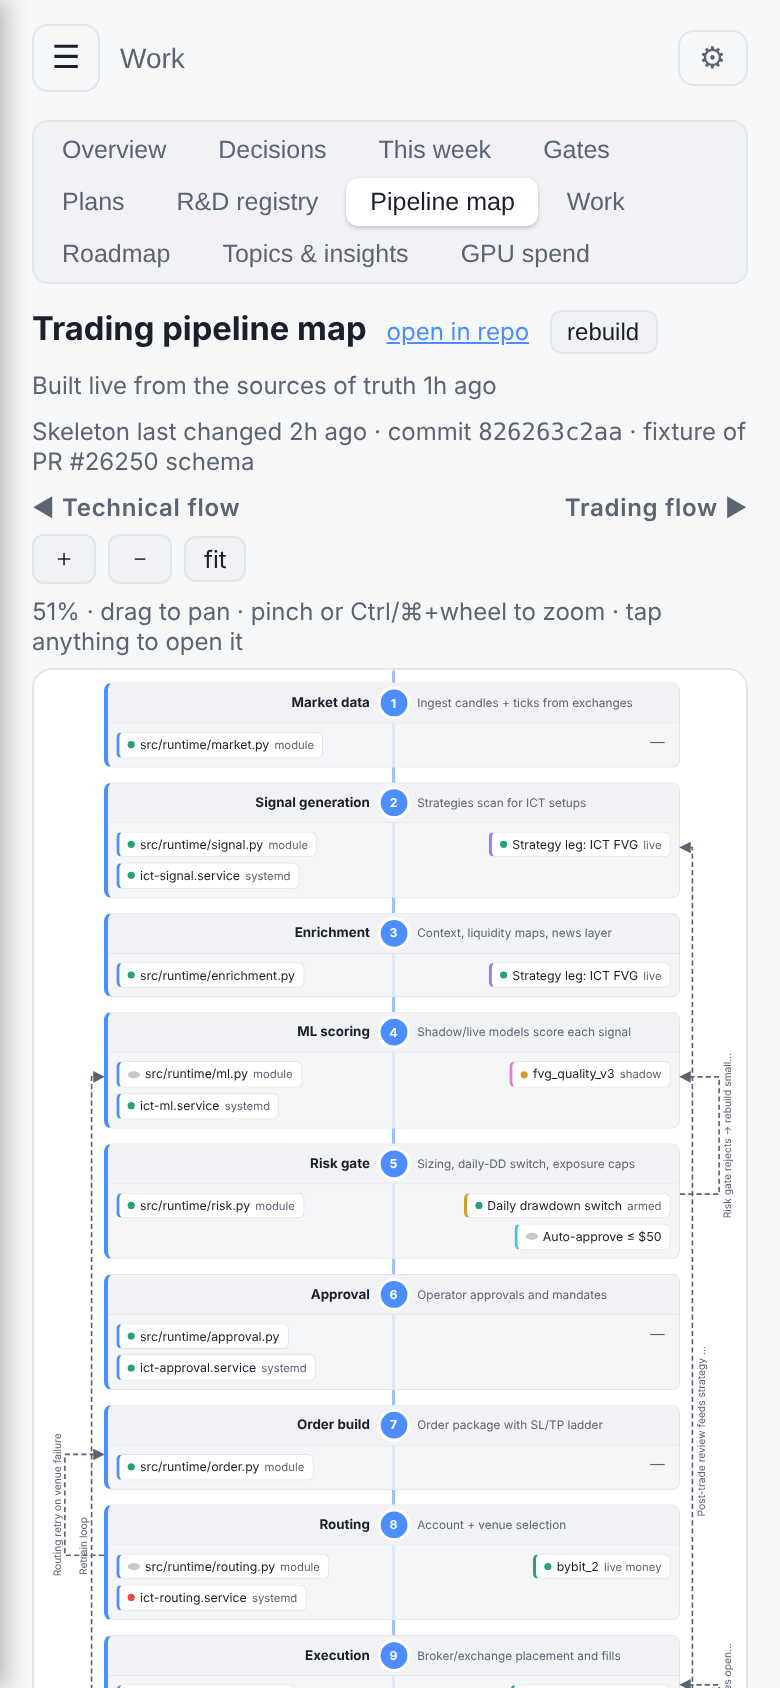 ☰ Work ⚙
Overview Decisions This week Gates
Plans R&D registry Pipeline map Work
Roadmap Topics & insights GPU spend
Trading pipeline map open in repo rebuild
Built live from the sources of truth 1h ago
Skeleton last changed 2h ago · commit 826263c2aa · fixture of
PR #26250 schema
◀ Technical flow Trading flow ▶
+ − fit
51% · drag to pan · pinch or Ctrl/⌘+wheel to zoom · tap
anything to open it
Market data 1 Ingest candles + ticks from exchanges
src/runtime/market.py module —
Signal generation 2 Strategies scan for ICT setups
src/runtime/signal.py module Strategy leg: ICT FVG live
ict-signal.service systemd
Enrichment 3 Context, liquidity maps, news layer
src/runtime/enrichment.py Strategy leg: ICT FVG live
ML scoring 4 Shadow/live models score each signal
src/runtime/ml.py module fvg_quality_v3 shadow
ict-ml.service systemd
Risk gate rejects → rebuild small...
Risk gate 5 Sizing, daily-DD switch, exposure caps
src/runtime/risk.py module Daily drawdown switch armed
Auto-approve ≤ $50
Approval 6 Operator approvals and mandates
src/runtime/approval.py —
ict-approval.service systemd
Post-trade review feeds strategy ...
Order build 7 Order package with SL/TP ladder
src/runtime/order.py module —
Routing retry on venue failure
Retrain loop
Routing 8 Account + venue selection
src/runtime/routing.py module bybit_2 live money
ict-routing.service systemd
Execution 9 Broker/exchange placement and fills
es open...